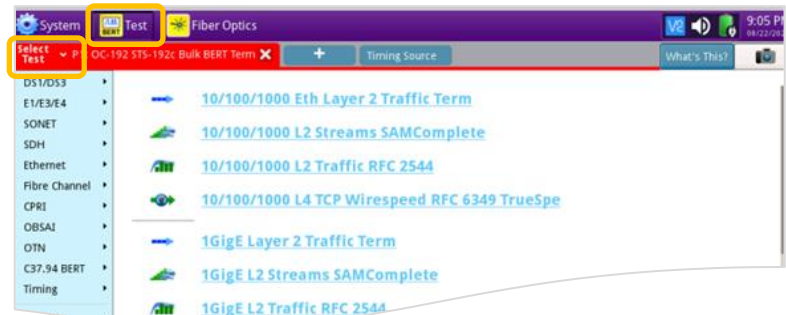 System Test Fiber Optics 9:05
Select Test OC-192 STS-192c Bulk BERT Term + Timing Source What's This?
DS1/DS3
E1/E3/E4
SONET
SDH
Ethernet
Fibre Channel
CPRI
OBSAI
OTN
C37.94 BERT
Timing
10/100/1000 Eth Layer 2 Traffic Term
10/100/1000 L2 Streams SAMComplete
10/100/1000 L2 Traffic RFC 2544
10/100/1000 L4 TCP Wirespeed RFC 6349 TrueSpe
1GigE Layer 2 Traffic Term
1GigE L2 Streams SAMComplete
1GigE L2 Traffic RFC 2544